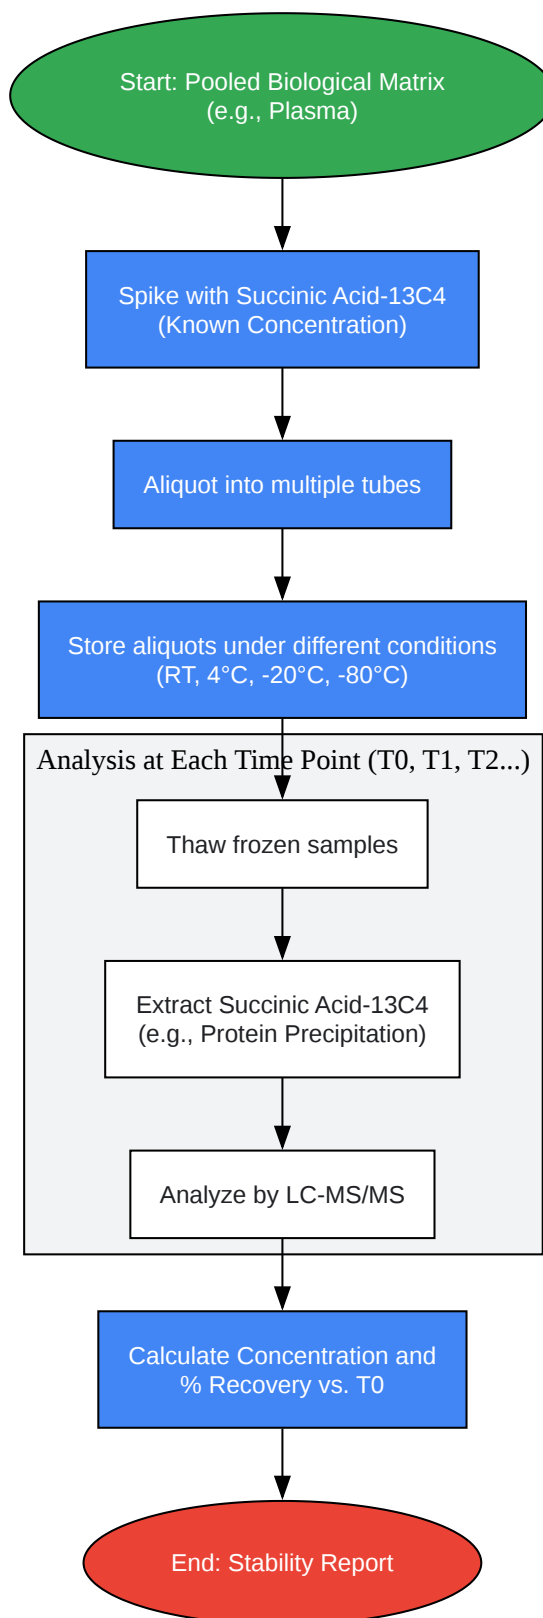 Start: Pooled Biological Matrix
(e.g., Plasma)
Spike with Succinic Acid-13C4
(Known Concentration)
Aliquot into multiple tubes
Store aliquots under different conditions
(RT, 4°C, -20°C, -80°C)
Analysis at Each Time Point (T0, T1, T2...)
Thaw frozen samples
Extract Succinic Acid-13C4
(e.g., Protein Precipitation)
Analyze by LC-MS/MS
Calculate Concentration and
% Recovery vs. T0
End: Stability Report